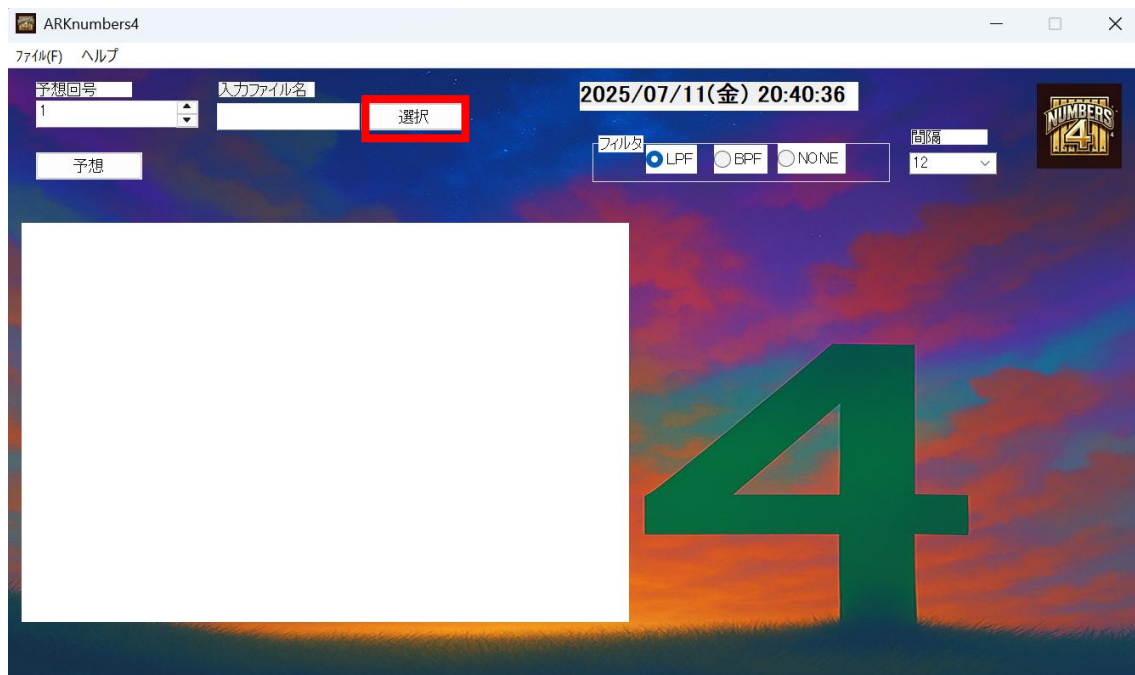 ARKnumbers4
ファイル(F) ヘルプ
予想回号
1
入力ファイル名
選択
2025/07/11(金) 20:40:36
フィルタ
LPF BPF NONE
間隔
12
NUMBERS
4
予想